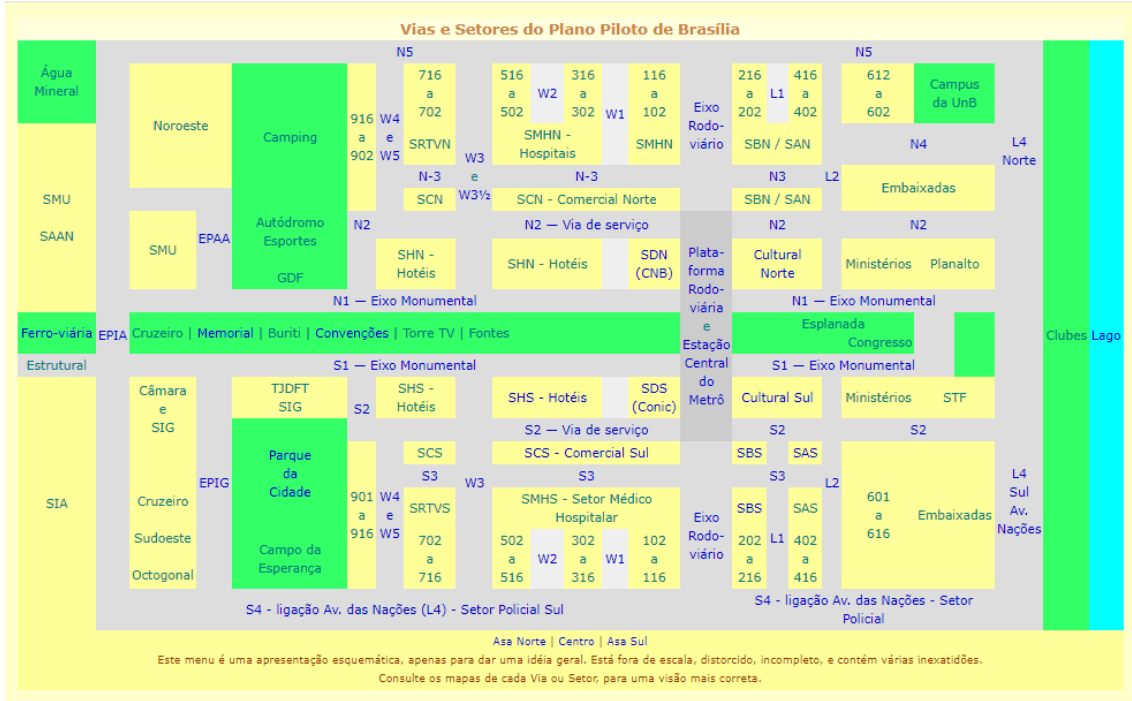 Vias e Setores do Plano Piloto de Brasília
N5
N5
Água
Mineral
Noroeste
Camping
916
a
902
W4
e
W5
716
a
702
SRTVN
W3
e
W3½
516
a
502
W2
316
a
302
W1
116
a
102
SMHN -
Hospitais
SMHN
Eixo
Rodo-
viário
216
a
202
L1
416
a
402
SBN / SAN
L2
612
a
602
Campus
da UnB
N4
L4
Norte
N-3
N-3
N3
Embaixadas
SCN
SCN - Comercial Norte
SBN / SAN
SMU
SAAN
SMU
EPAA
Autódromo
Esportes
GDF
N2
N2 — Via de serviço
N2
N2
SHN -
Hotéis
SHN - Hotéis
SDN
(CNB)
Plata-
forma
Rodo-
viária
e
Estação
Central
do
Metrô
Cultural
Norte
Ministérios
Planalto
N1 — Eixo Monumental
N1 — Eixo Monumental
Ferro-viária
EPIA
Cruzeiro | Memorial | Buriti | Convenções | Torre TV | Fontes
Esplanada
Congresso
Clubes
Lago
Estrutural
S1 — Eixo Monumental
S1 — Eixo Monumental
SIA
Câmara
e
SIG
Cruzeiro
Sudoeste
Octogonal
EPIG
TJDFT
SIG
S2
SHS -
Hotéis
SHS - Hotéis
SDS
(Conic)
Cultural Sul
Ministérios
STF
S2 — Via de serviço
S2
S2
Parque
da
Cidade
Campo da
Esperança
901
a
916
W4
e
W5
SCS
S3
SRTVS
702
a
716
W3
SCS - Comercial Sul
S3
SMHS - Setor Médico
Hospitalar
502
a
516
W2
302
a
316
W1
102
a
116
Eixo
Rodo-
viário
SBS
SAS
S3
SBS
202
a
216
L1
SAS
402
a
416
L2
601
a
616
Embaixadas
L4
Sul
Av.
Nações
S4 - ligação Av. das Nações (L4) - Setor Policial Sul
S4 - ligação Av. das Nações - Setor
Policial
Asa Norte | Centro | Asa Sul
Este menu é uma apresentação esquemática, apenas para dar uma idéia geral. Está fora de escala, distorcido, incompleto, e contém várias inexatidões.
Consulte os mapas de cada Via ou Setor, para uma visão mais correta.